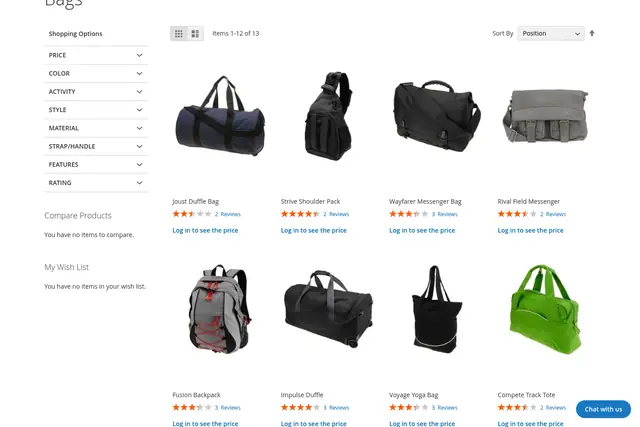 Bags
Shopping Options
Items 1-12 of 13
Sort By
Position
PRICE
COLOR
ACTIVITY
STYLE
MATERIAL
STRAP/HANDLE
FEATURES
RATING
Compare Products
You have no items to compare.
My Wish List
You have no items in your wish list.
Joust Duffle Bag
2 Reviews
Log in to see the price
Strive Shoulder Pack
2 Reviews
Log in to see the price
Wayfarer Messenger Bag
3 Reviews
Log in to see the price
Rival Field Messenger
2 Reviews
Log in to see the price
Fusion Backpack
3 Reviews
Log in to see the price
Impulse Duffle
3 Reviews
Log in to see the price
Voyage Yoga Bag
3 Reviews
Log in to see the price
Compete Track Tote
2 Reviews
Log in to see the price
Chat with us